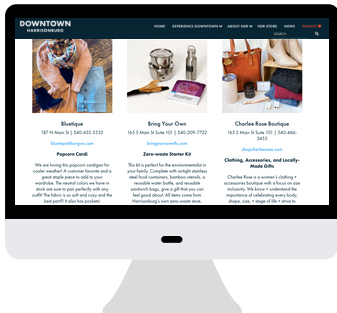 DOWNTOWN
HARRISONBURG
HOME EXPERIENCE DOWNTOWN ABOUT HDR HDR STORE NEWS DONATE
SEARCH
Bluetique
187 N Main St | 540-432-5552
bluetiqueharrisonburg.com
Popcorn Cardi
We are loving this popcorn cardigan for
cooler weather! A customer favorite and a
great staple piece to add to your
wardrobe. The neutral colors we have in
stock are sure to pair perfectly with any
outfit! The fabric is so soft and cozy and the
best part!? It also has pockets!
Bring Your Own
165 S Main St Suite 101 | 540-209-7722
bringyourownllc.com
Zero-waste Starter Kit
This kit is perfect for the environmentalist in
your family. Complete with airtight stainless
steel food containers, bamboo utensils, a
reusable water bottle, and reusable
sandwich bags, give a gift that you can
feel good about. All items come from
Harrisonburg's own zero-waste store,
Charlee Rose Boutique
165 S Main St Suite 101 | 540-466-
3455
shopcharleerose.com
Clothing, Accessories, and Locally-
Made Gifts
Charlee Rose is a women's clothing +
accessories boutique with a focus on size
inclusivity. We know + understand the
importance of celebrating every body,
shape, size, + stage of life + strive to